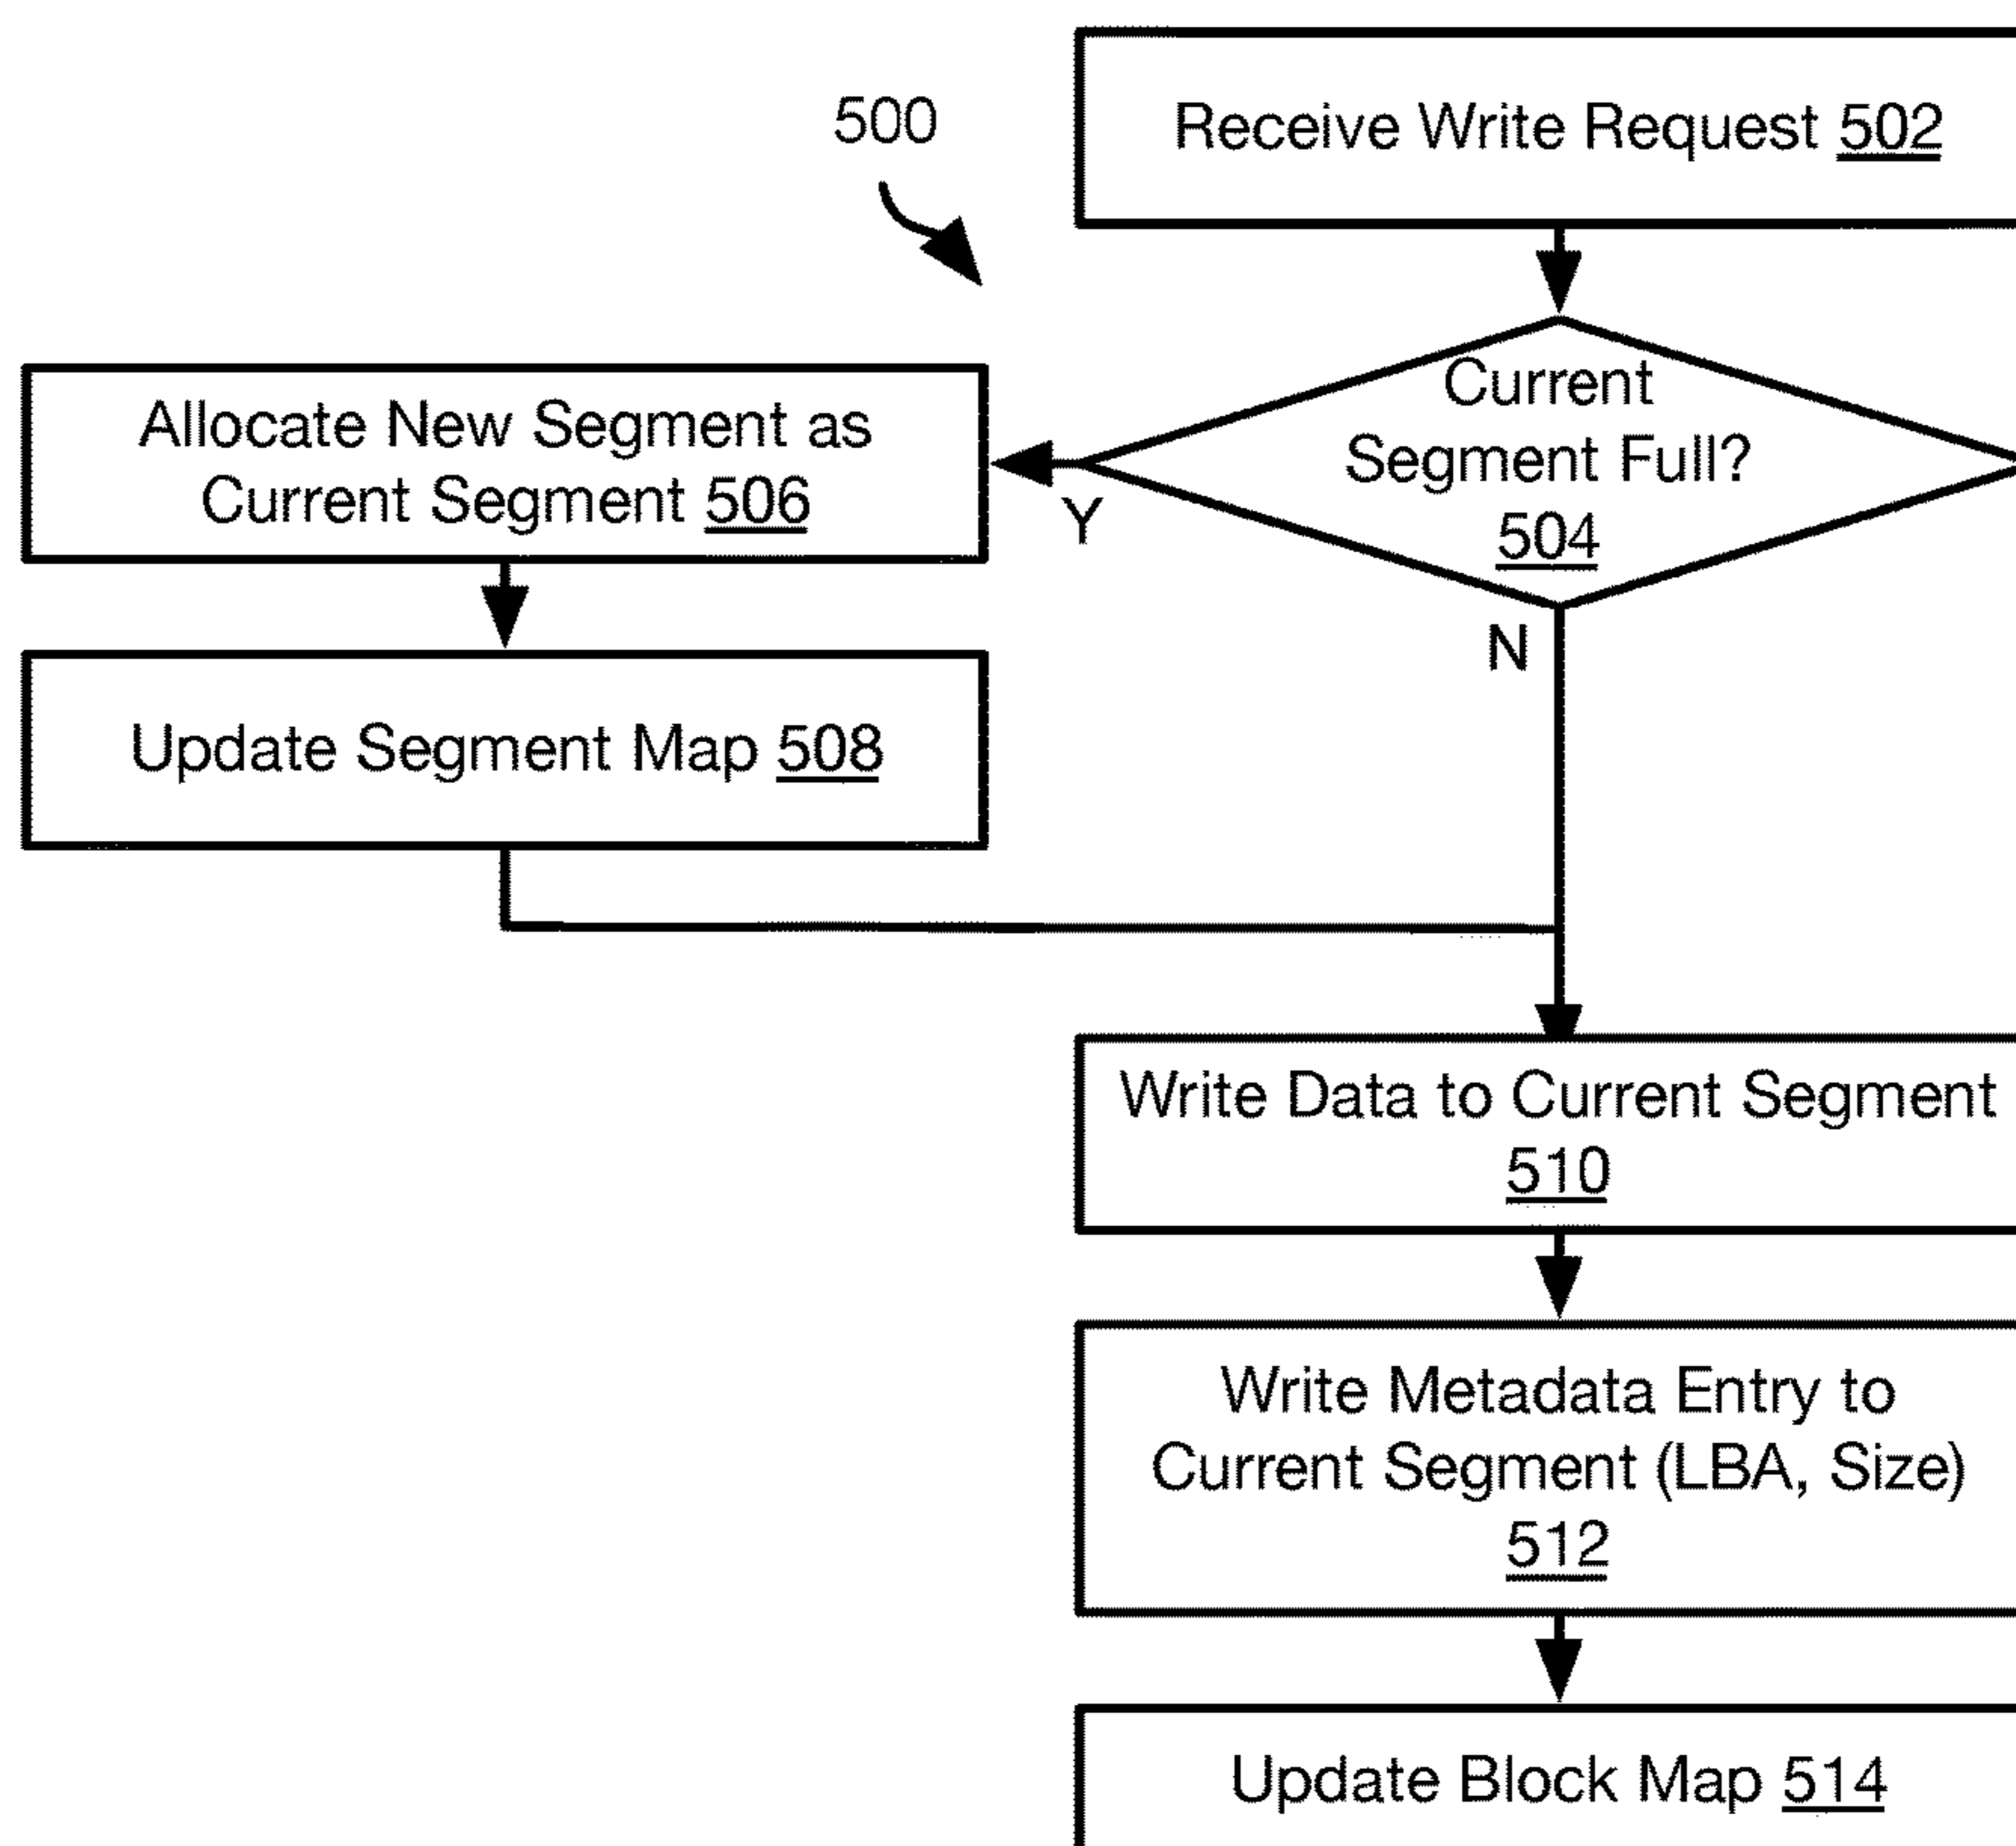 500
Receive Write Request 502
Current
Segment Full?
504
Y
N
Allocate New Segment as
Current Segment 506
Update Segment Map 508
Write Data to Current Segment
510
Write Metadata Entry to
Current Segment (LBA, Size)
512
Update Block Map 514